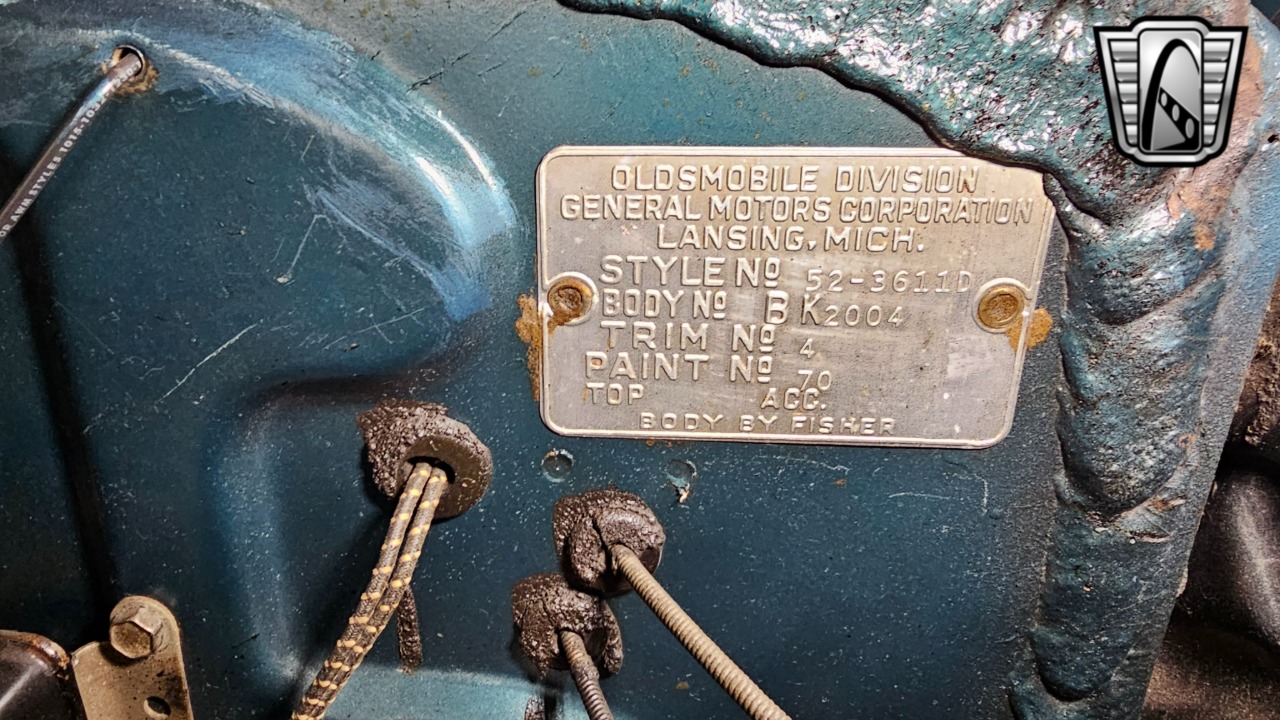 OLDSMOBILE DIVISION
GENERAL MOTORS CORPORATION
LANSING, MICH.
STYLE Nº 52-3611D
BODY Nº BK2004
TRIM Nº 4
PAINT Nº 70
TOP ACC.
BODY BY FISHER